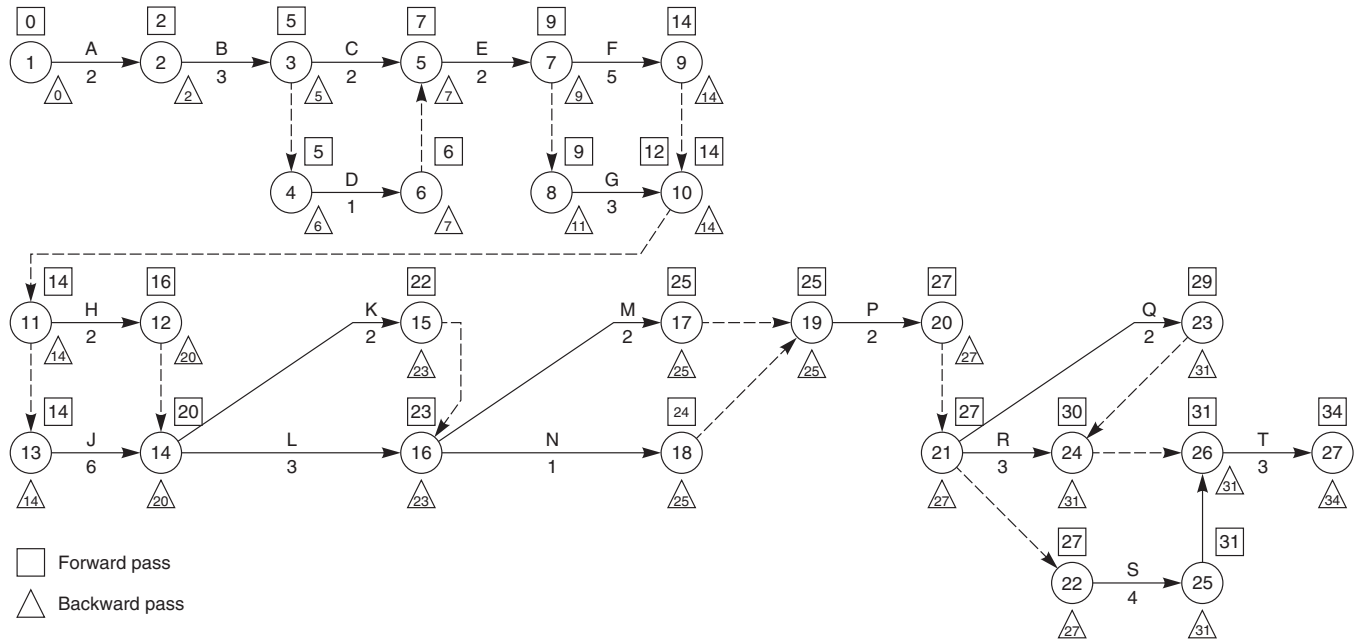 0 2 5 7 9 14
A B C E F
1 2 3 5 7 9
2 3 2 2 5
0 2 5 7 9 14
5 6 9 12 14
D G
4 6 8 10
1 3
6 7 11 14
14 16 22 25 25 27 29
H K M P Q
11 12 15 17 19 20 23
2 2 2 2 2
14 20 23 25 25 27 31
14 20 23 24 27 30 31 34
J L N R T
13 14 16 18 21 24 26 27
6 3 1 3 3
14 20 23 25 27 31 31 34
27 31
Forward pass
S
22 25
4
Backward pass
27 31